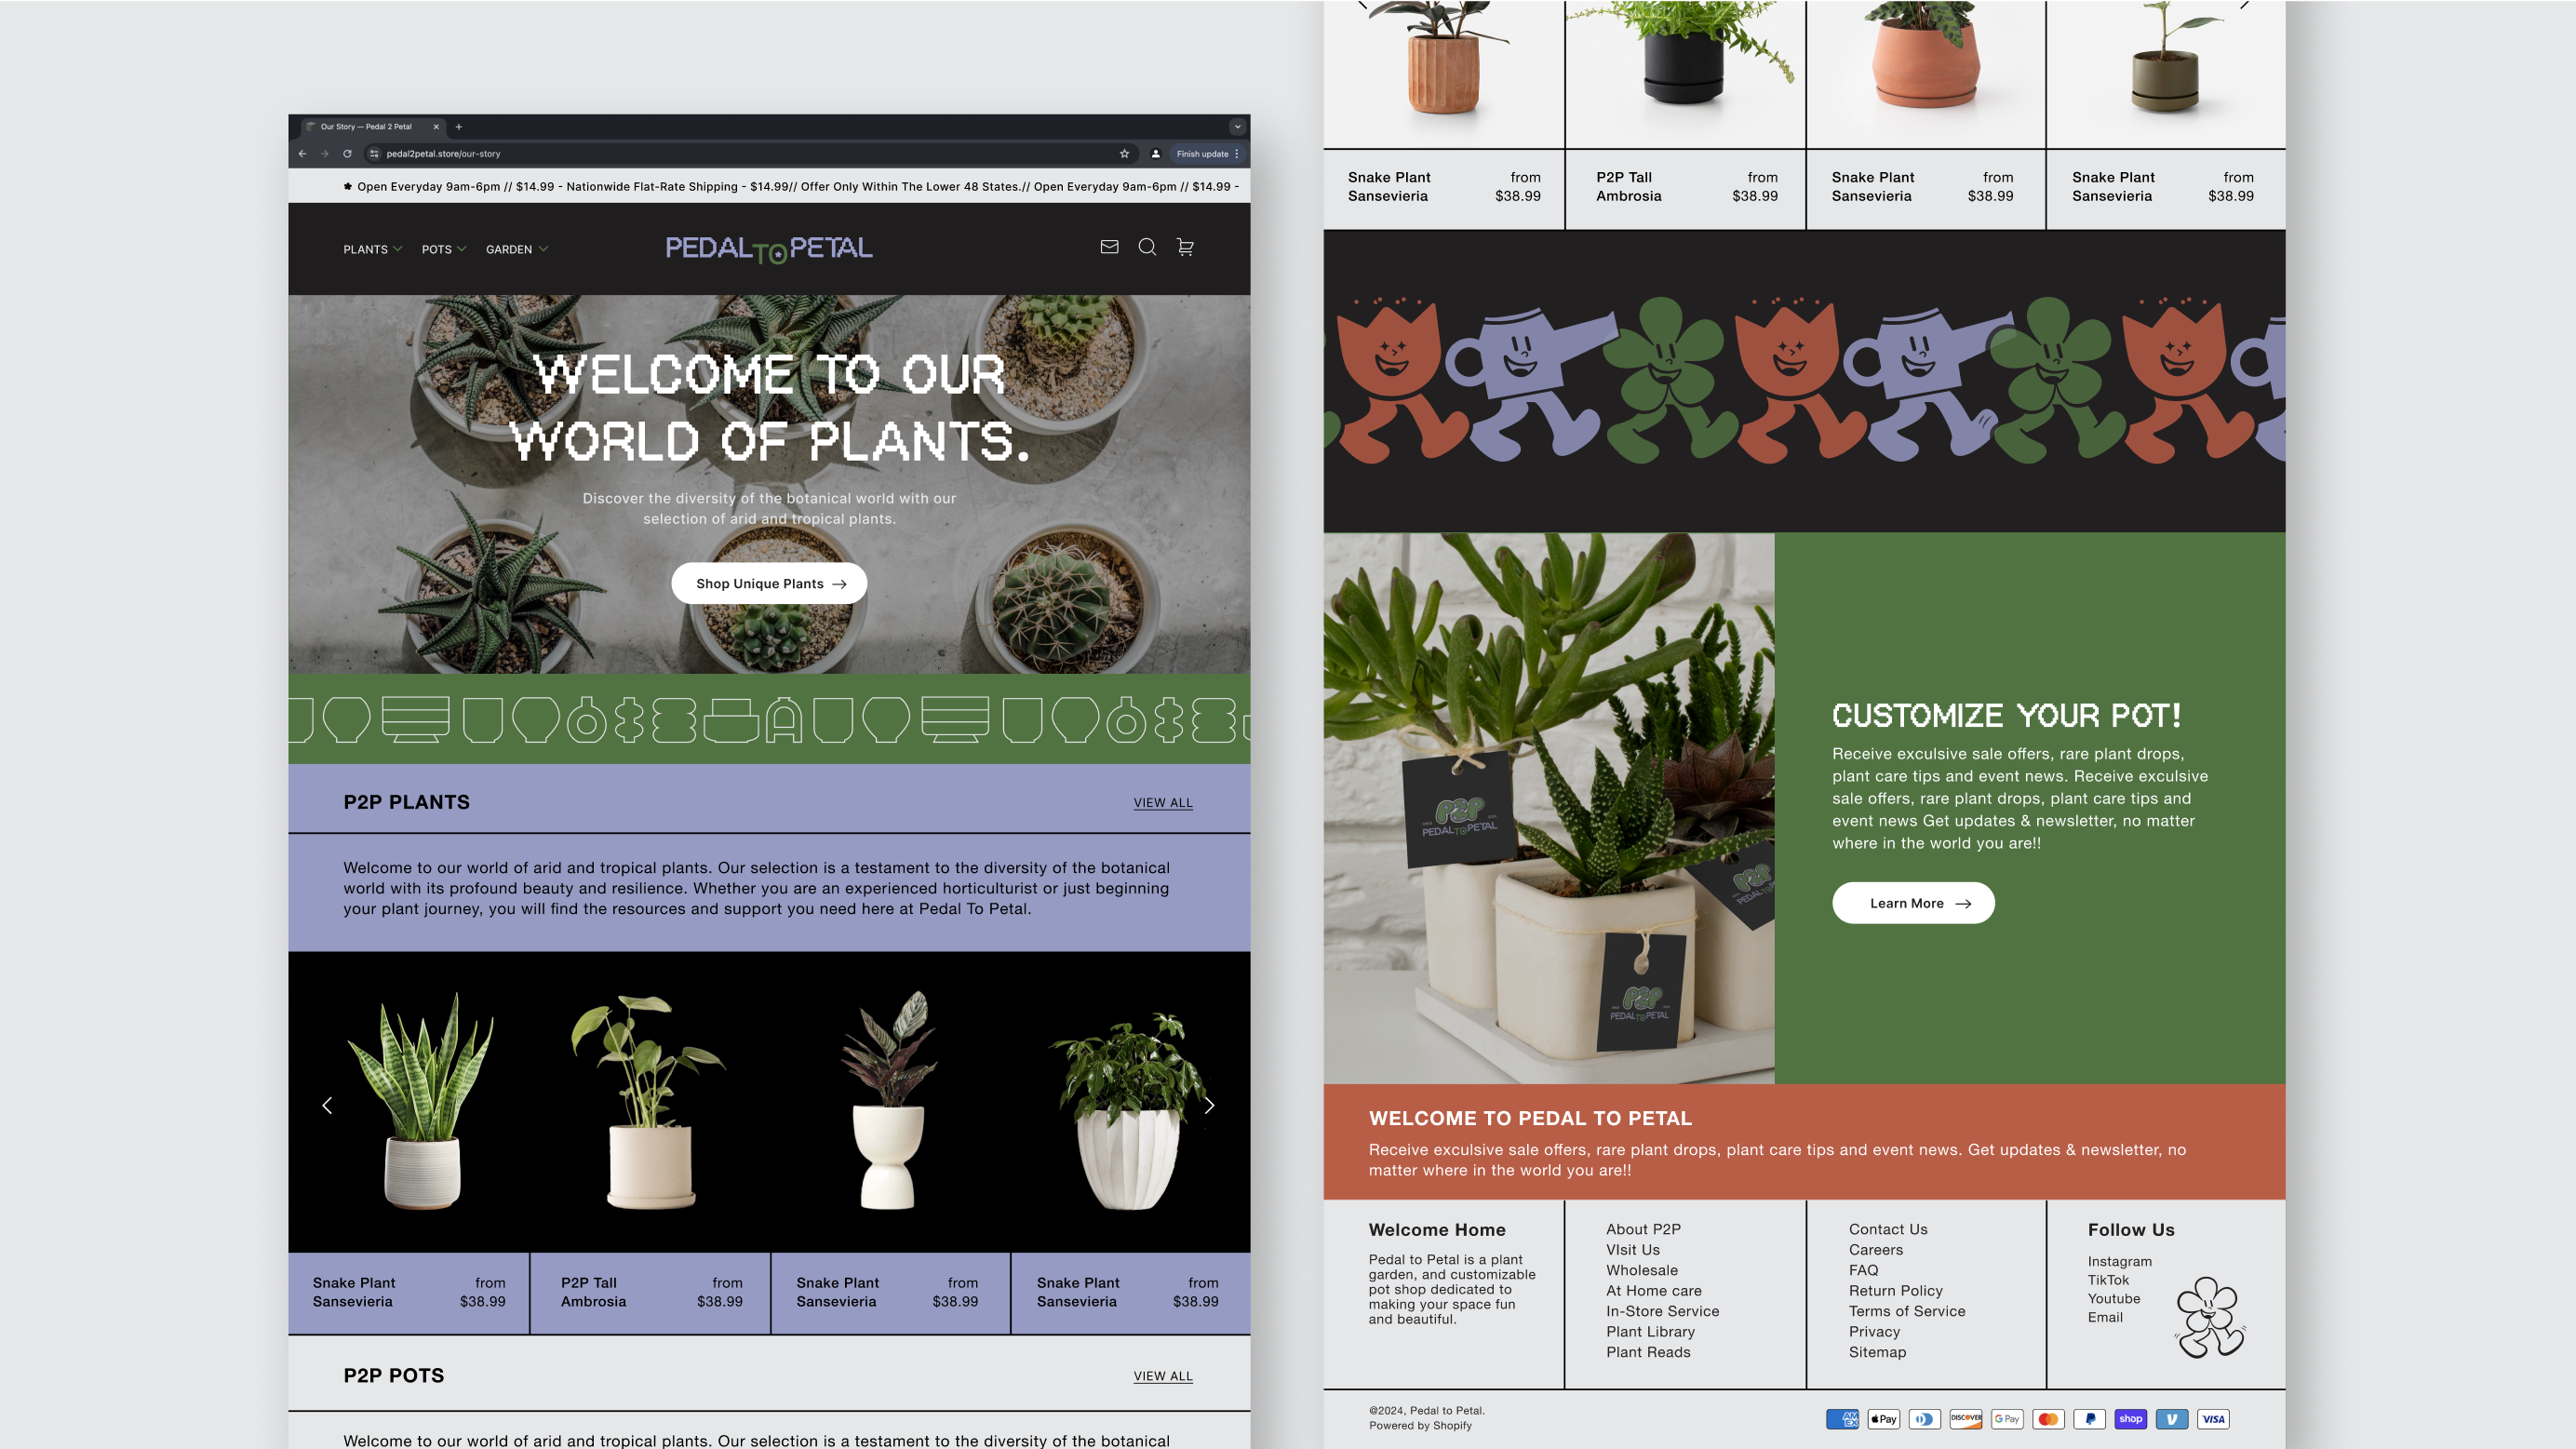 Our Story — Pedal 2 Petal
pedal2petal.store/our-story
Finish update
Open Everyday 9am-6pm // $14.99 - Nationwide Flat-Rate Shipping - $14.99// Offer Only Within The Lower 48 States.// Open Everyday 9am-6pm // $14.99 -
PLANTS POTS GARDEN
PEDAL TO PETAL
WELCOME TO OUR
WORLD OF PLANTS.
Discover the diversity of the botanical world with our
selection of arid and tropical plants.
Shop Unique Plants
P2P PLANTS
VIEW ALL
Welcome to our world of arid and tropical plants. Our selection is a testament to the diversity of the botanical
world with its profound beauty and resilience. Whether you are an experienced horticulturist or just beginning
your plant journey, you will find the resources and support you need here at Pedal To Petal.
Snake Plant from
Sansevieria $38.99
P2P Tall from
Ambrosia $38.99
Snake Plant from
Sansevieria $38.99
Snake Plant from
Sansevieria $38.99
P2P POTS
VIEW ALL
Welcome to our world of arid and tropical plants. Our selection is a testament to the diversity of the botanical
Snake Plant from
Sansevieria $38.99
P2P Tall from
Ambrosia $38.99
Snake Plant from
Sansevieria $38.99
Snake Plant from
Sansevieria $38.99
P2P
PEDAL TO PETAL
P2P
P2P
PEDAL TO PETAL
CUSTOMIZE YOUR POT!
Receive exculsive sale offers, rare plant drops,
plant care tips and event news. Receive exculsive
sale offers, rare plant drops, plant care tips and
event news Get updates & newsletter, no matter
where in the world you are!!
Learn More
WELCOME TO PEDAL TO PETAL
Receive exculsive sale offers, rare plant drops, plant care tips and event news. Get updates & newsletter, no
matter where in the world you are!!
Welcome Home
Pedal to Petal is a plant
garden, and customizable
pot shop dedicated to
making your space fun
and beautiful.
About P2P
VIsit Us
Wholesale
At Home care
In-Store Service
Plant Library
Plant Reads
Contact Us
Careers
FAQ
Return Policy
Terms of Service
Privacy
Sitemap
Follow Us
Instagram
TikTok
Youtube
Email
@2024, Pedal to Petal.
Powered by Shopify
AMEX Pay DISCOVER G Pay shop VISA